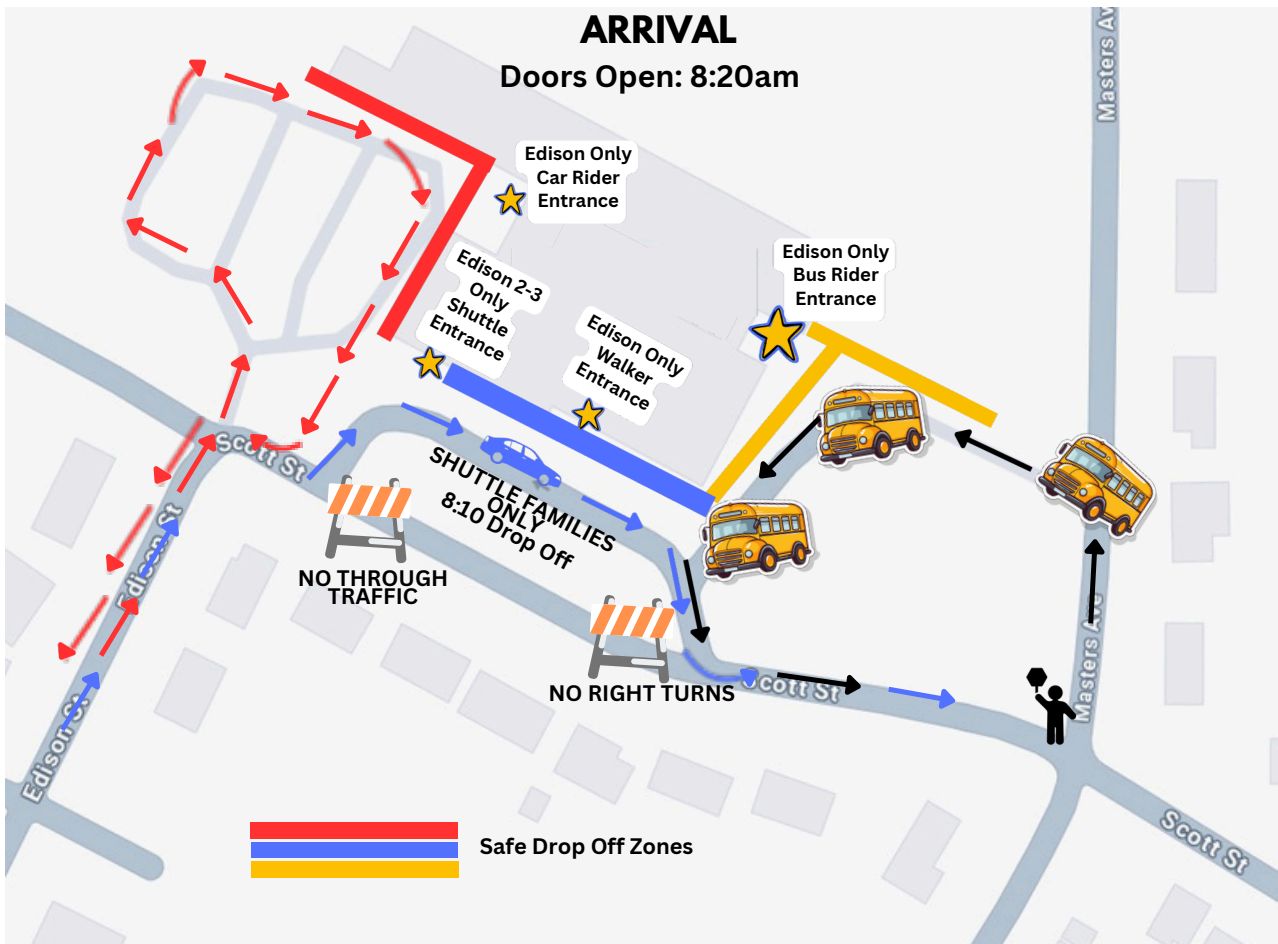 ARRIVAL
Doors Open: 8:20am
Masters Av
Edison Only
Car Rider
Entrance
Edison Only
Bus Rider
Entrance
Edison 2-3
Only
Shuttle
Entrance
Edison Only
Walker
Entrance
Scott St
SHUTTLE FAMILIES
ONLY
8:10 Drop Off
Edison St
NO THROUGH
TRAFFIC
NO RIGHT TURNS
Scott St
Masters Ave
Edison St
Scott St
Safe Drop Off Zones